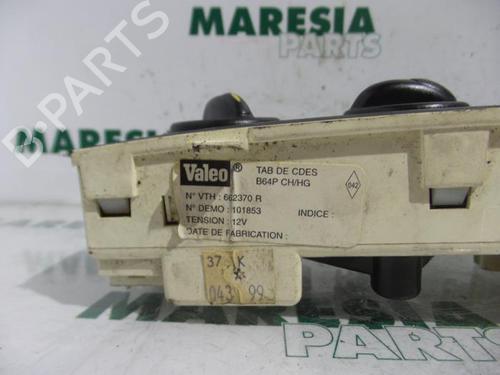 MARESIA
PARTS
B-PARTS
Valeo®
TAB DE CDES
B64P CH/HG
042
N° VTH : 662370 R
N° DEMO : 101853
INDICE :
TENSION : 12V
DATE DE FABRICATION :
37 K
043 99
MARESIA
PARTS